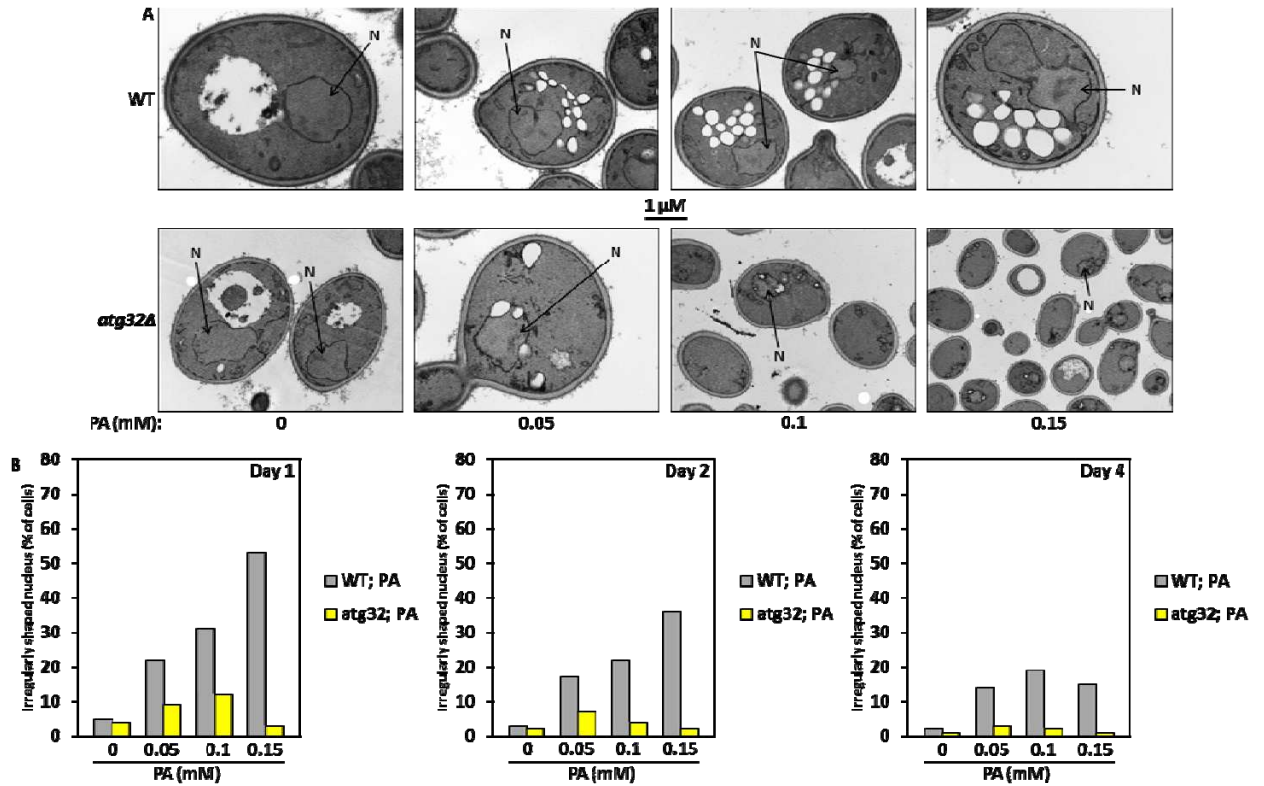 A
WT
N
N
N
N
1 µM
atg32Δ
N
N
N
N
N
PA (mM):
0
0.05
0.1
0.15
B
Irregularly shaped nucleus (% of cells)
80
70
60
50
40
30
20
10
0
Day 1
0
0.05
0.1
0.15
PA (mM)
WT; PA
atg32; PA
Irregularly shaped nucleus (% of cells)
80
70
60
50
40
30
20
10
0
Day 2
0
0.05
0.1
0.15
PA (mM)
WT; PA
atg32; PA
Irregularly shaped nucleus (% of cells)
80
70
60
50
40
30
20
10
0
Day 4
0
0.05
0.1
0.15
PA (mM)
WT; PA
atg32; PA